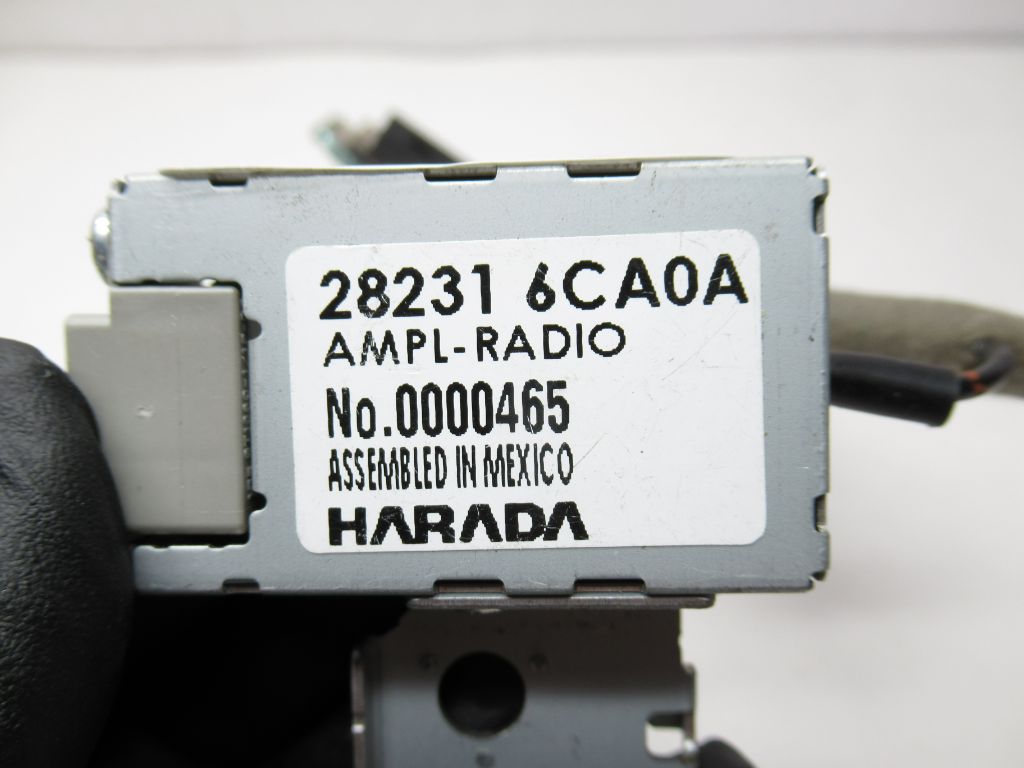 28231 6CA0A
AMPL-RADIO
No.0000465
ASSEMBLED IN MEXICO
HARADA